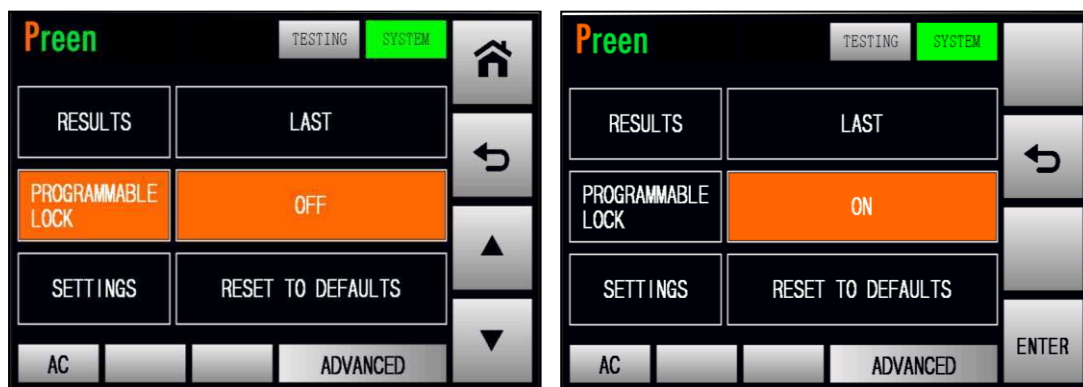 Preen TESTING SYSTEM
RESULTS LAST
PROGRAMMABLE
LOCK OFF
SETTINGS RESET TO DEFAULTS
AC ADVANCED
Preen TESTING SYSTEM
RESULTS LAST
PROGRAMMABLE
LOCK ON
SETTINGS RESET TO DEFAULTS
ENTER
AC ADVANCED